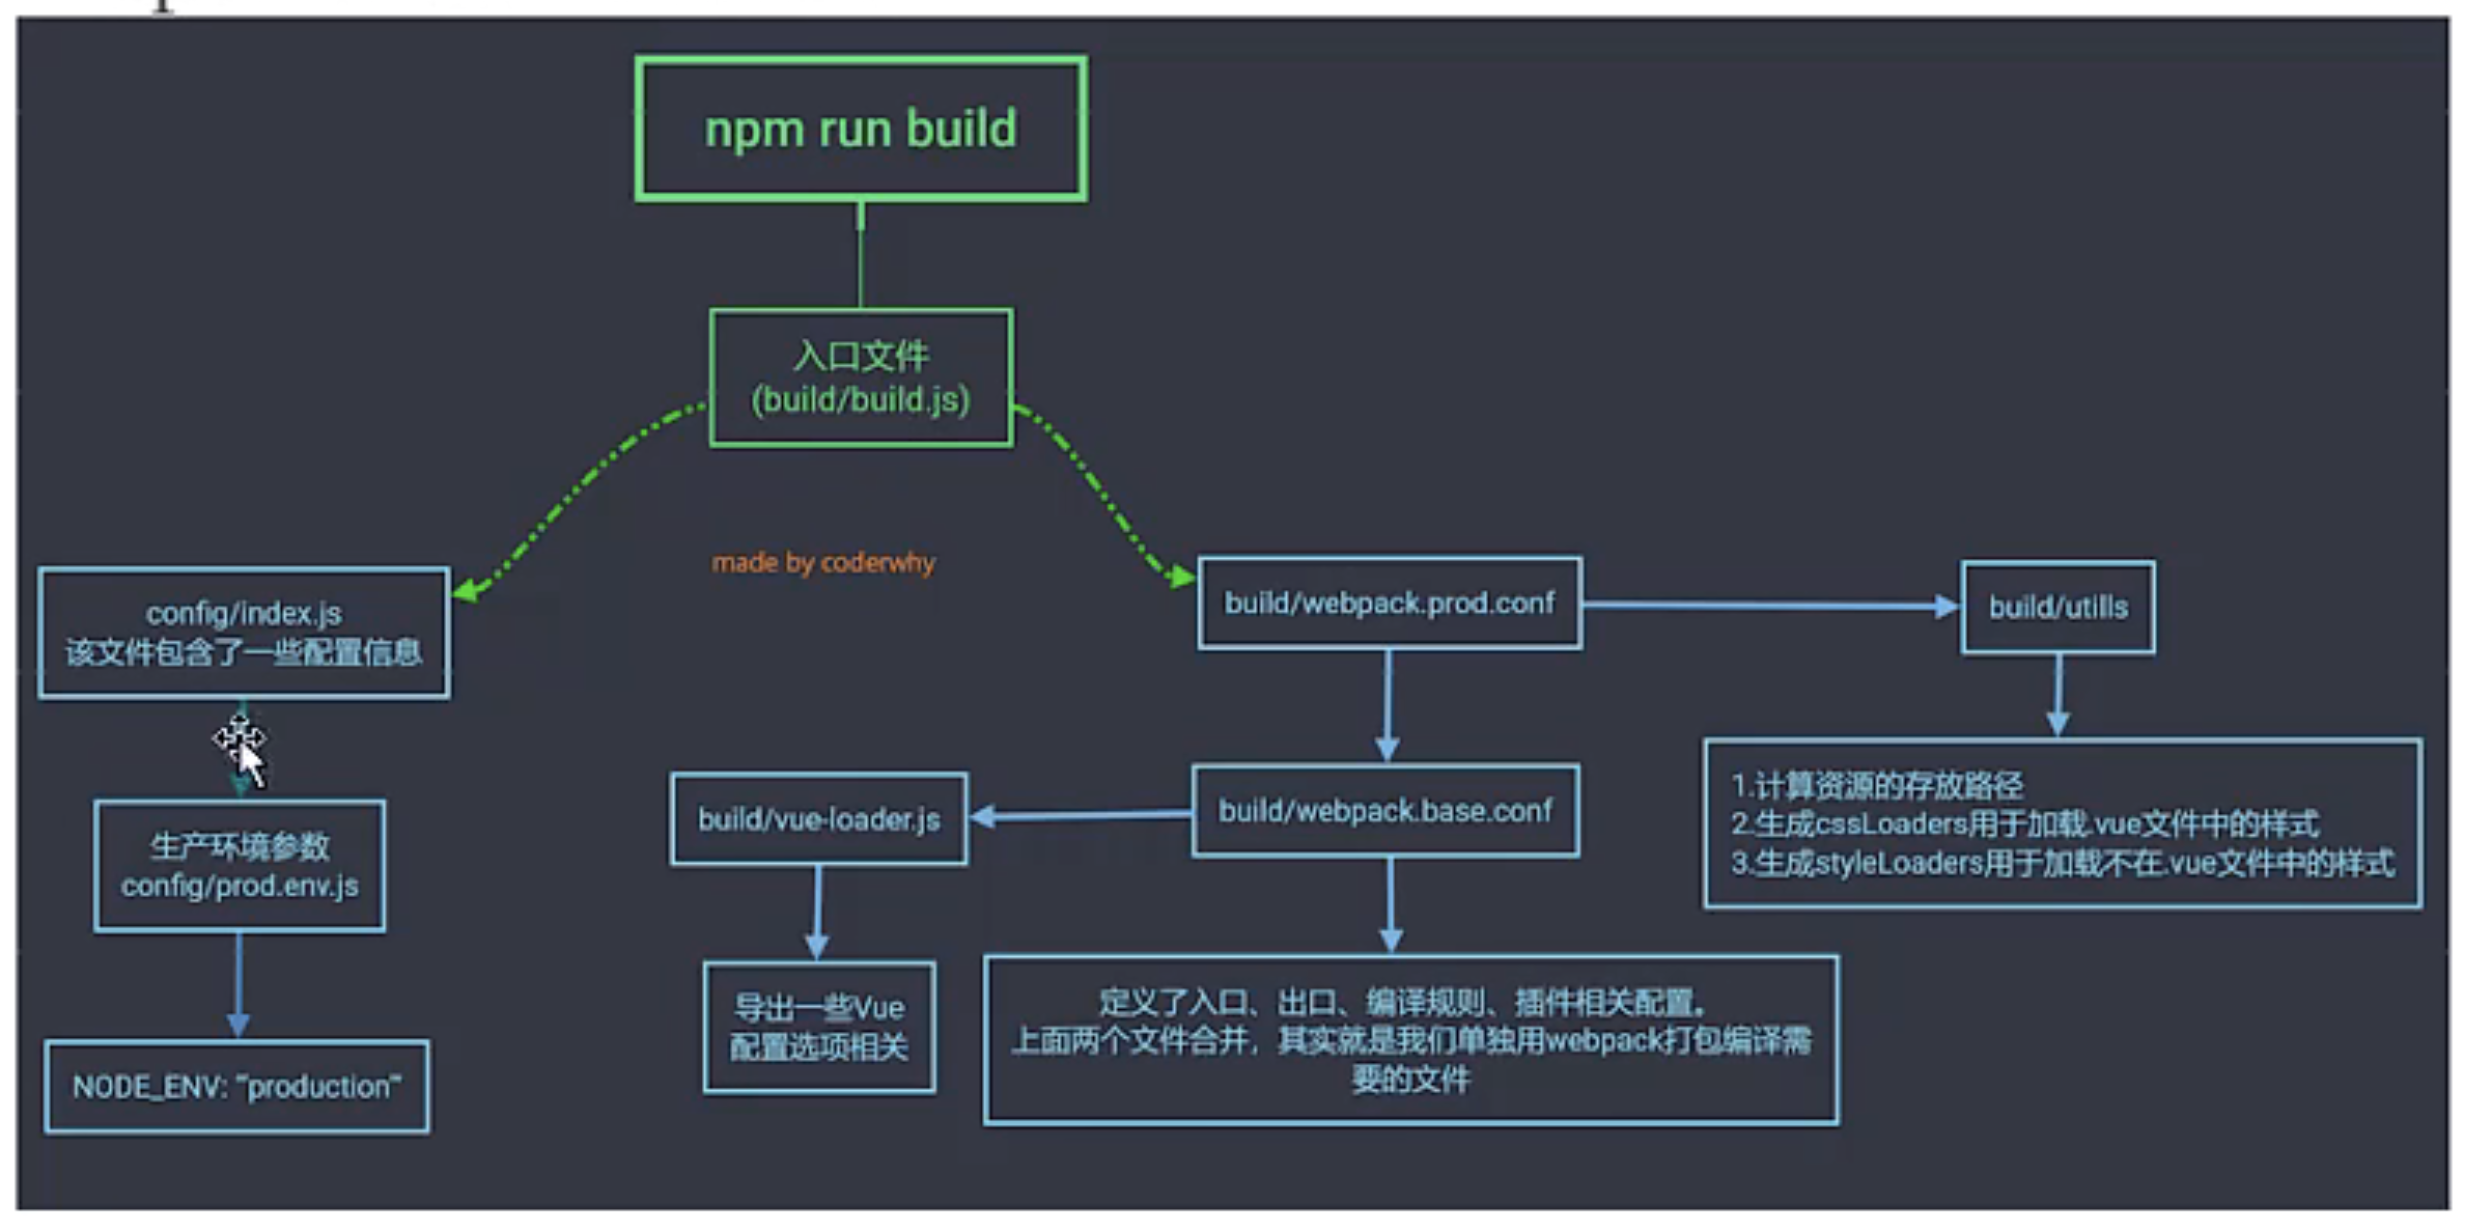 npm run build
入口文件
(build/build.js)
made by coderwhy
config/index.js
该文件包含了一些配置信息
build/webpack.prod.conf
build/utills
生产环境参数
config/prod.env.js
build/vue-loader.js
build/webpack.base.conf
1.计算资源的存放路径
2.生成cssLoaders用于加载.vue文件中的样式
3.生成styleLoaders用于加载不在.vue文件中的样式
NODE_ENV: '"production"'
导出一些Vue
配置选项相关
定义了入口、出口、编译规则、插件相关配置。
上面两个文件合并，其实就是我们单独用webpack打包编译需
要的文件